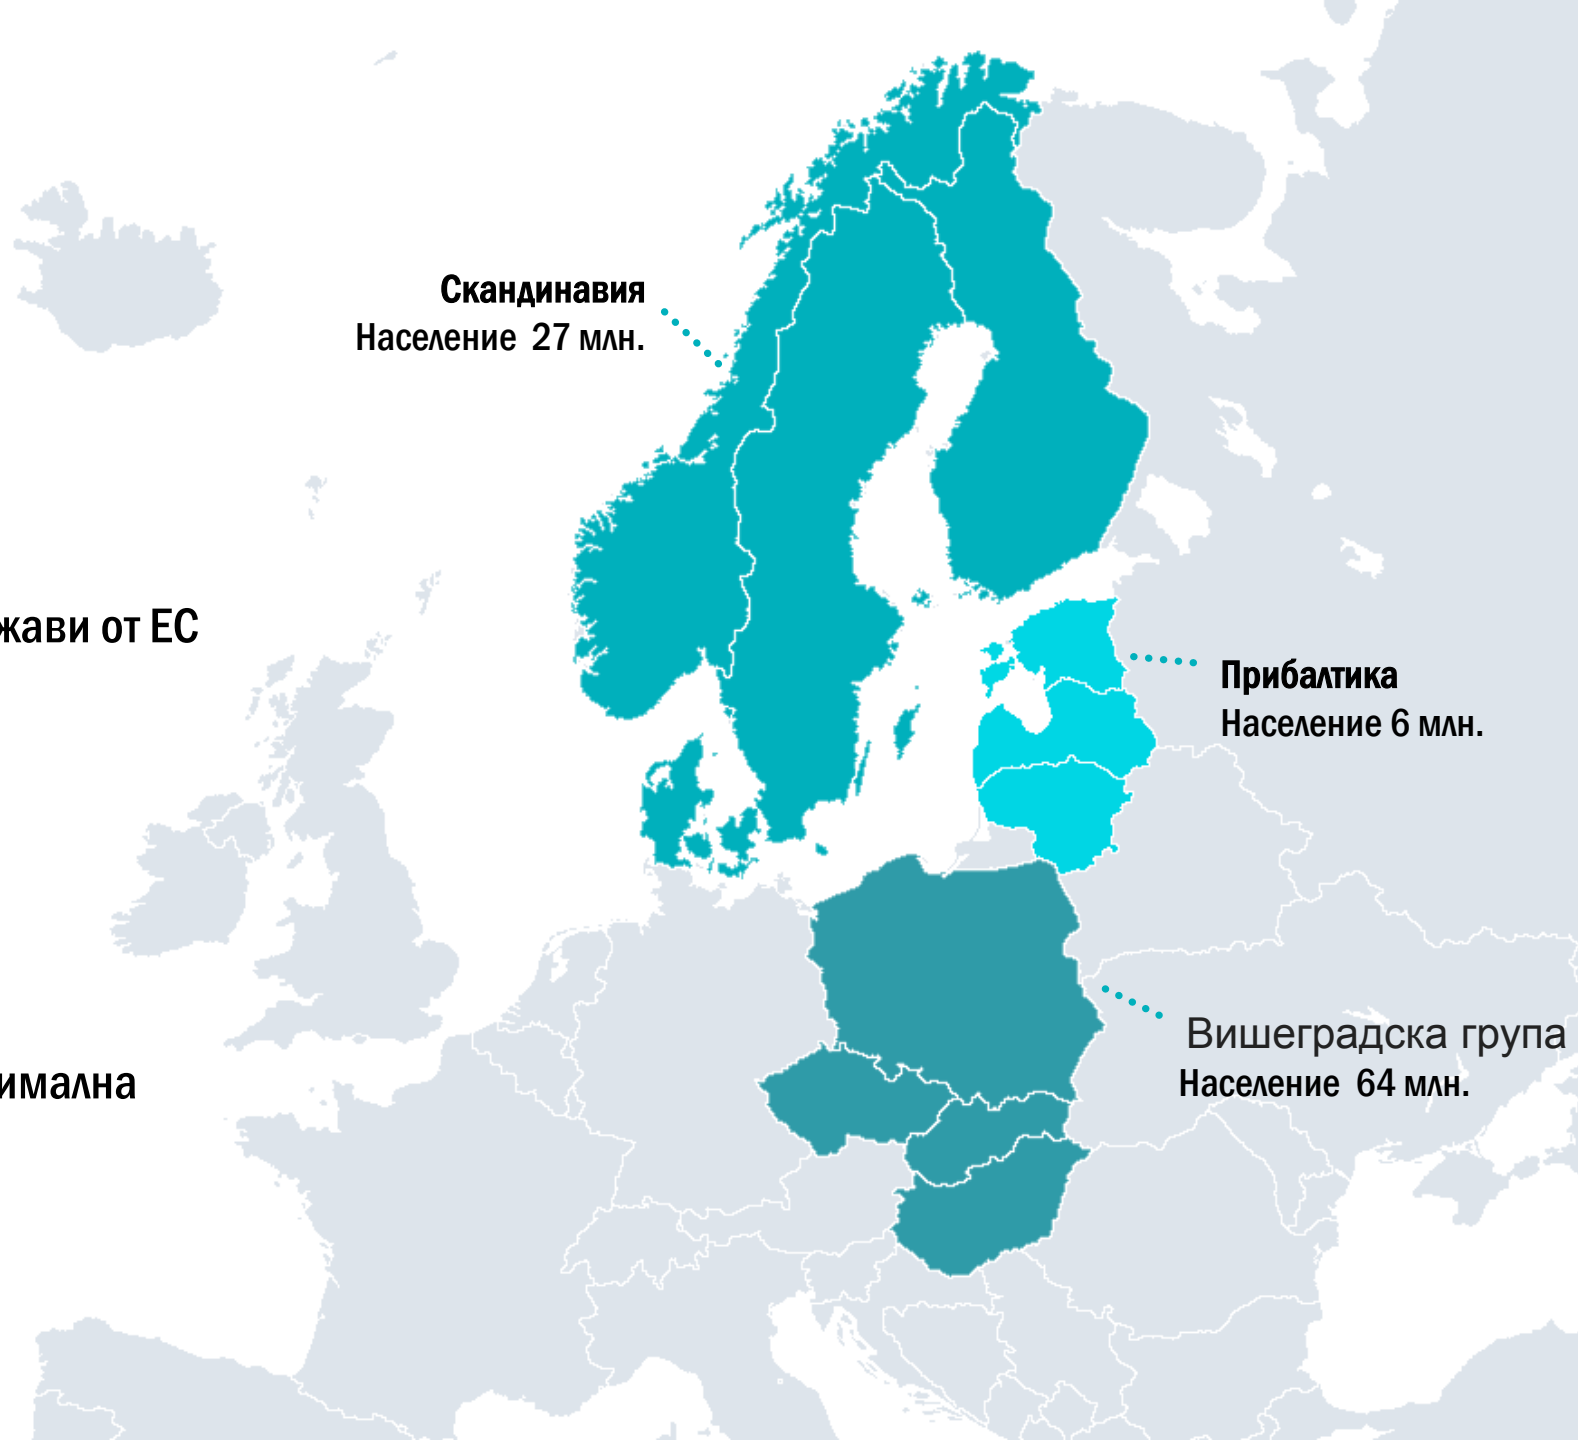 Скандинавия
Население 27 млн.
жави от ЕС
Прибалтика
Население 6 млн.
Вишеградска група
Население 64 млн.
имална